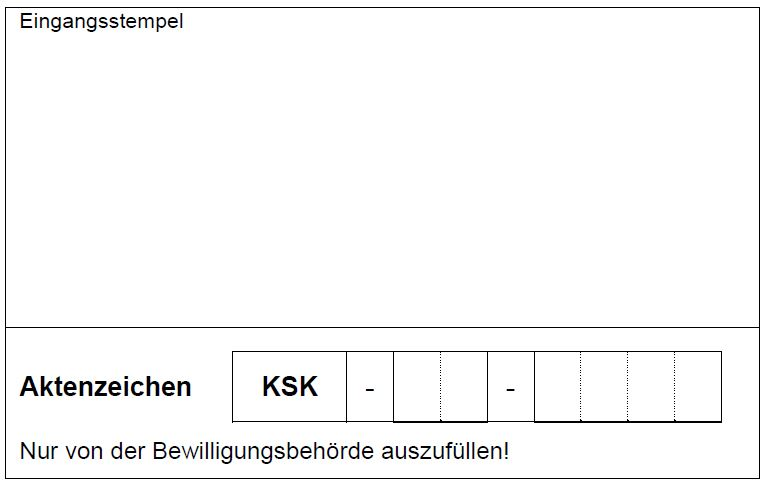 Eingangsstempel
Aktenzeichen KSK - -
Nur von der Bewilligungsbehörde auszufüllen!